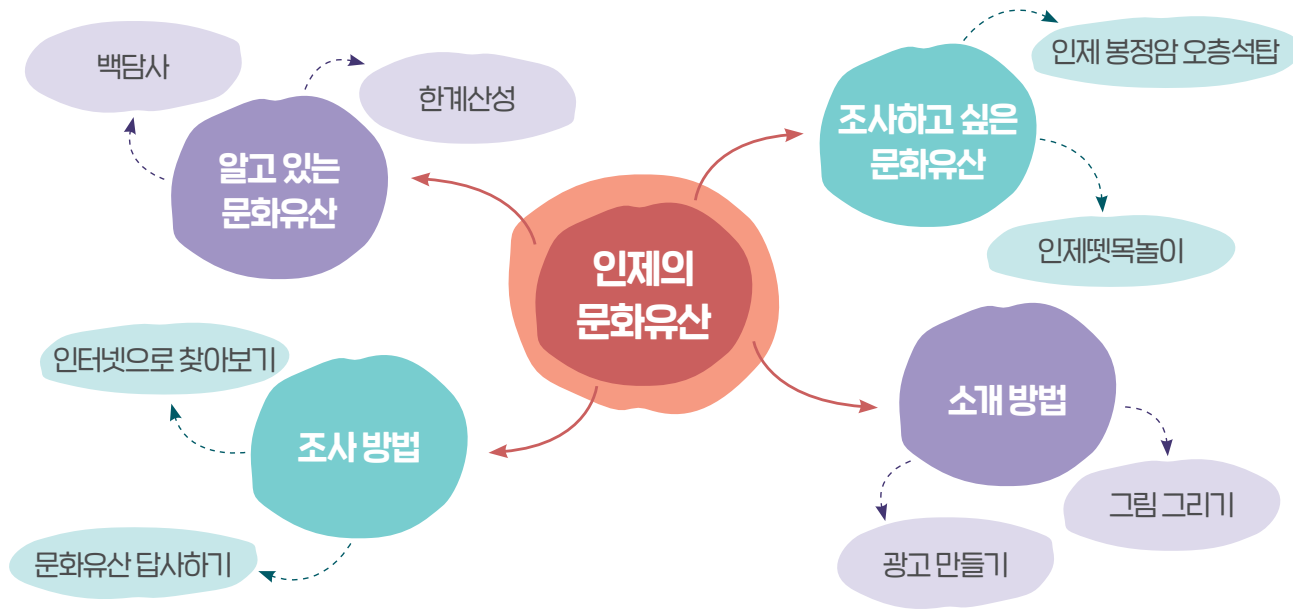 인제의
문화유산
알고 있는
문화유산
백담사
한계산성
조사하고 싶은
문화유산
인제 봉정암 오층석탑
인제뗏목놀이
조사 방법
인터넷으로 찾아보기
문화유산 답사하기
소개 방법
그림 그리기
광고 만들기